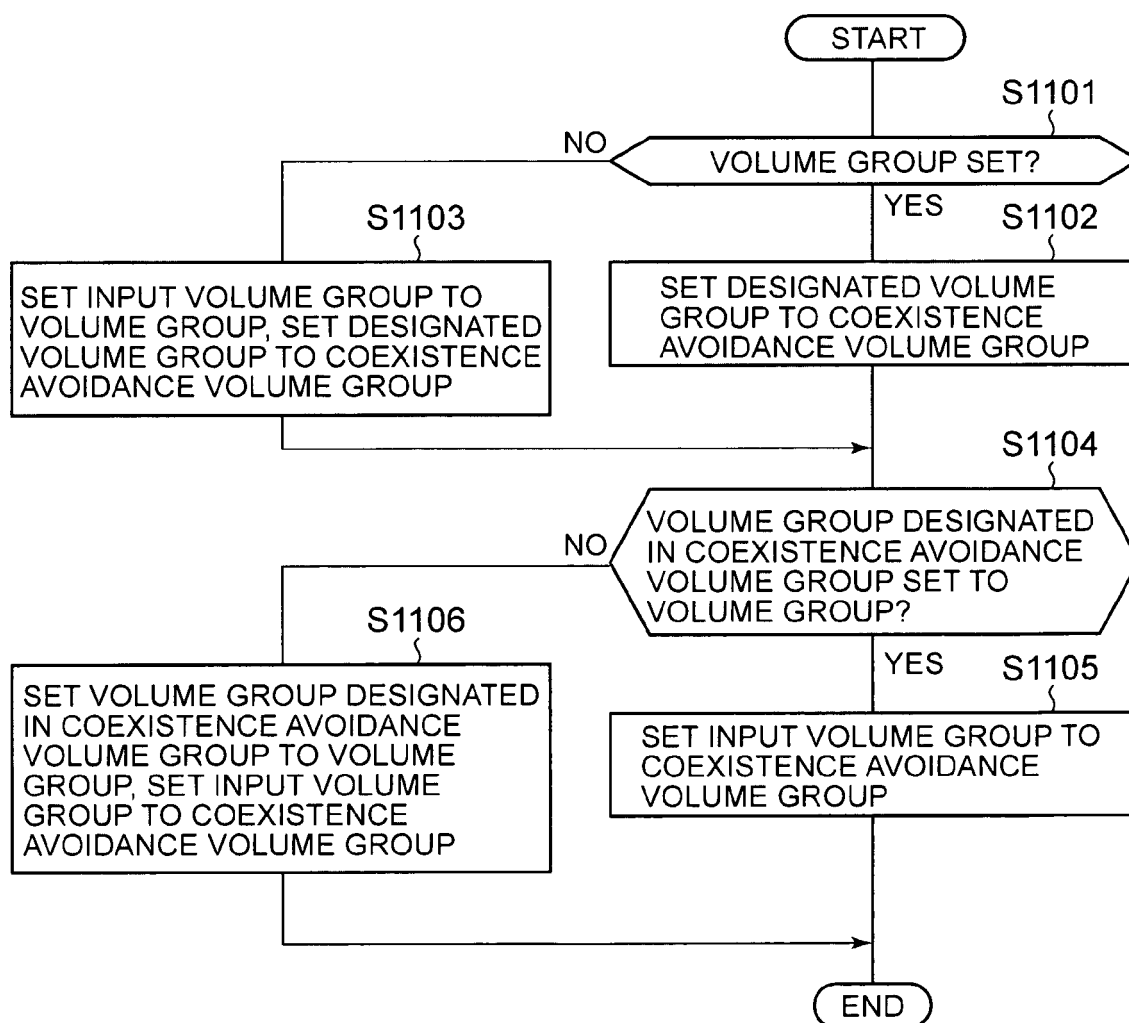 START
S1101
NO
VOLUME GROUP SET?
YES
S1103
S1102
SET INPUT VOLUME GROUP TO
VOLUME GROUP, SET DESIGNATED
VOLUME GROUP TO COEXISTENCE
AVOIDANCE VOLUME GROUP
SET DESIGNATED VOLUME
GROUP TO COEXISTENCE
AVOIDANCE VOLUME GROUP
S1104
NO
VOLUME GROUP DESIGNATED
IN COEXISTENCE AVOIDANCE
VOLUME GROUP SET TO
VOLUME GROUP?
YES
S1106
S1105
SET VOLUME GROUP DESIGNATED
IN COEXISTENCE AVOIDANCE
VOLUME GROUP TO VOLUME
GROUP, SET INPUT VOLUME
GROUP TO COEXISTENCE
AVOIDANCE VOLUME GROUP
SET INPUT VOLUME GROUP TO
COEXISTENCE AVOIDANCE
VOLUME GROUP
END